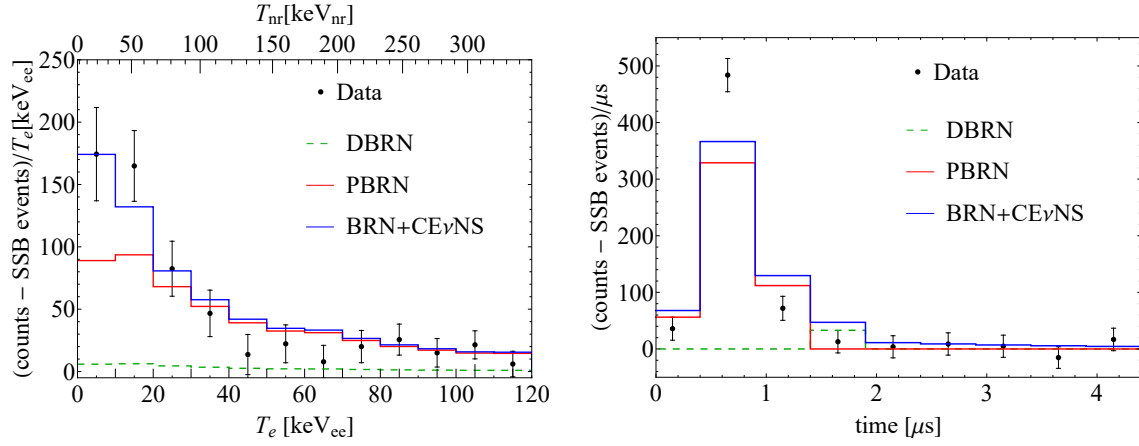 T_nr[keV_nr]
0 50 100 150 200 250 300
(counts − SSB events)/T_e[keV_ee]
250
200
150
100
50
0
Data
DBRN
PBRN
BRN+CEνNS
0 20 40 60 80 100 120
T_e [keV_ee]
(counts − SSB events)/μs
500
400
300
200
100
0
Data
DBRN
PBRN
BRN+CEνNS
0 1 2 3 4
time [μs]